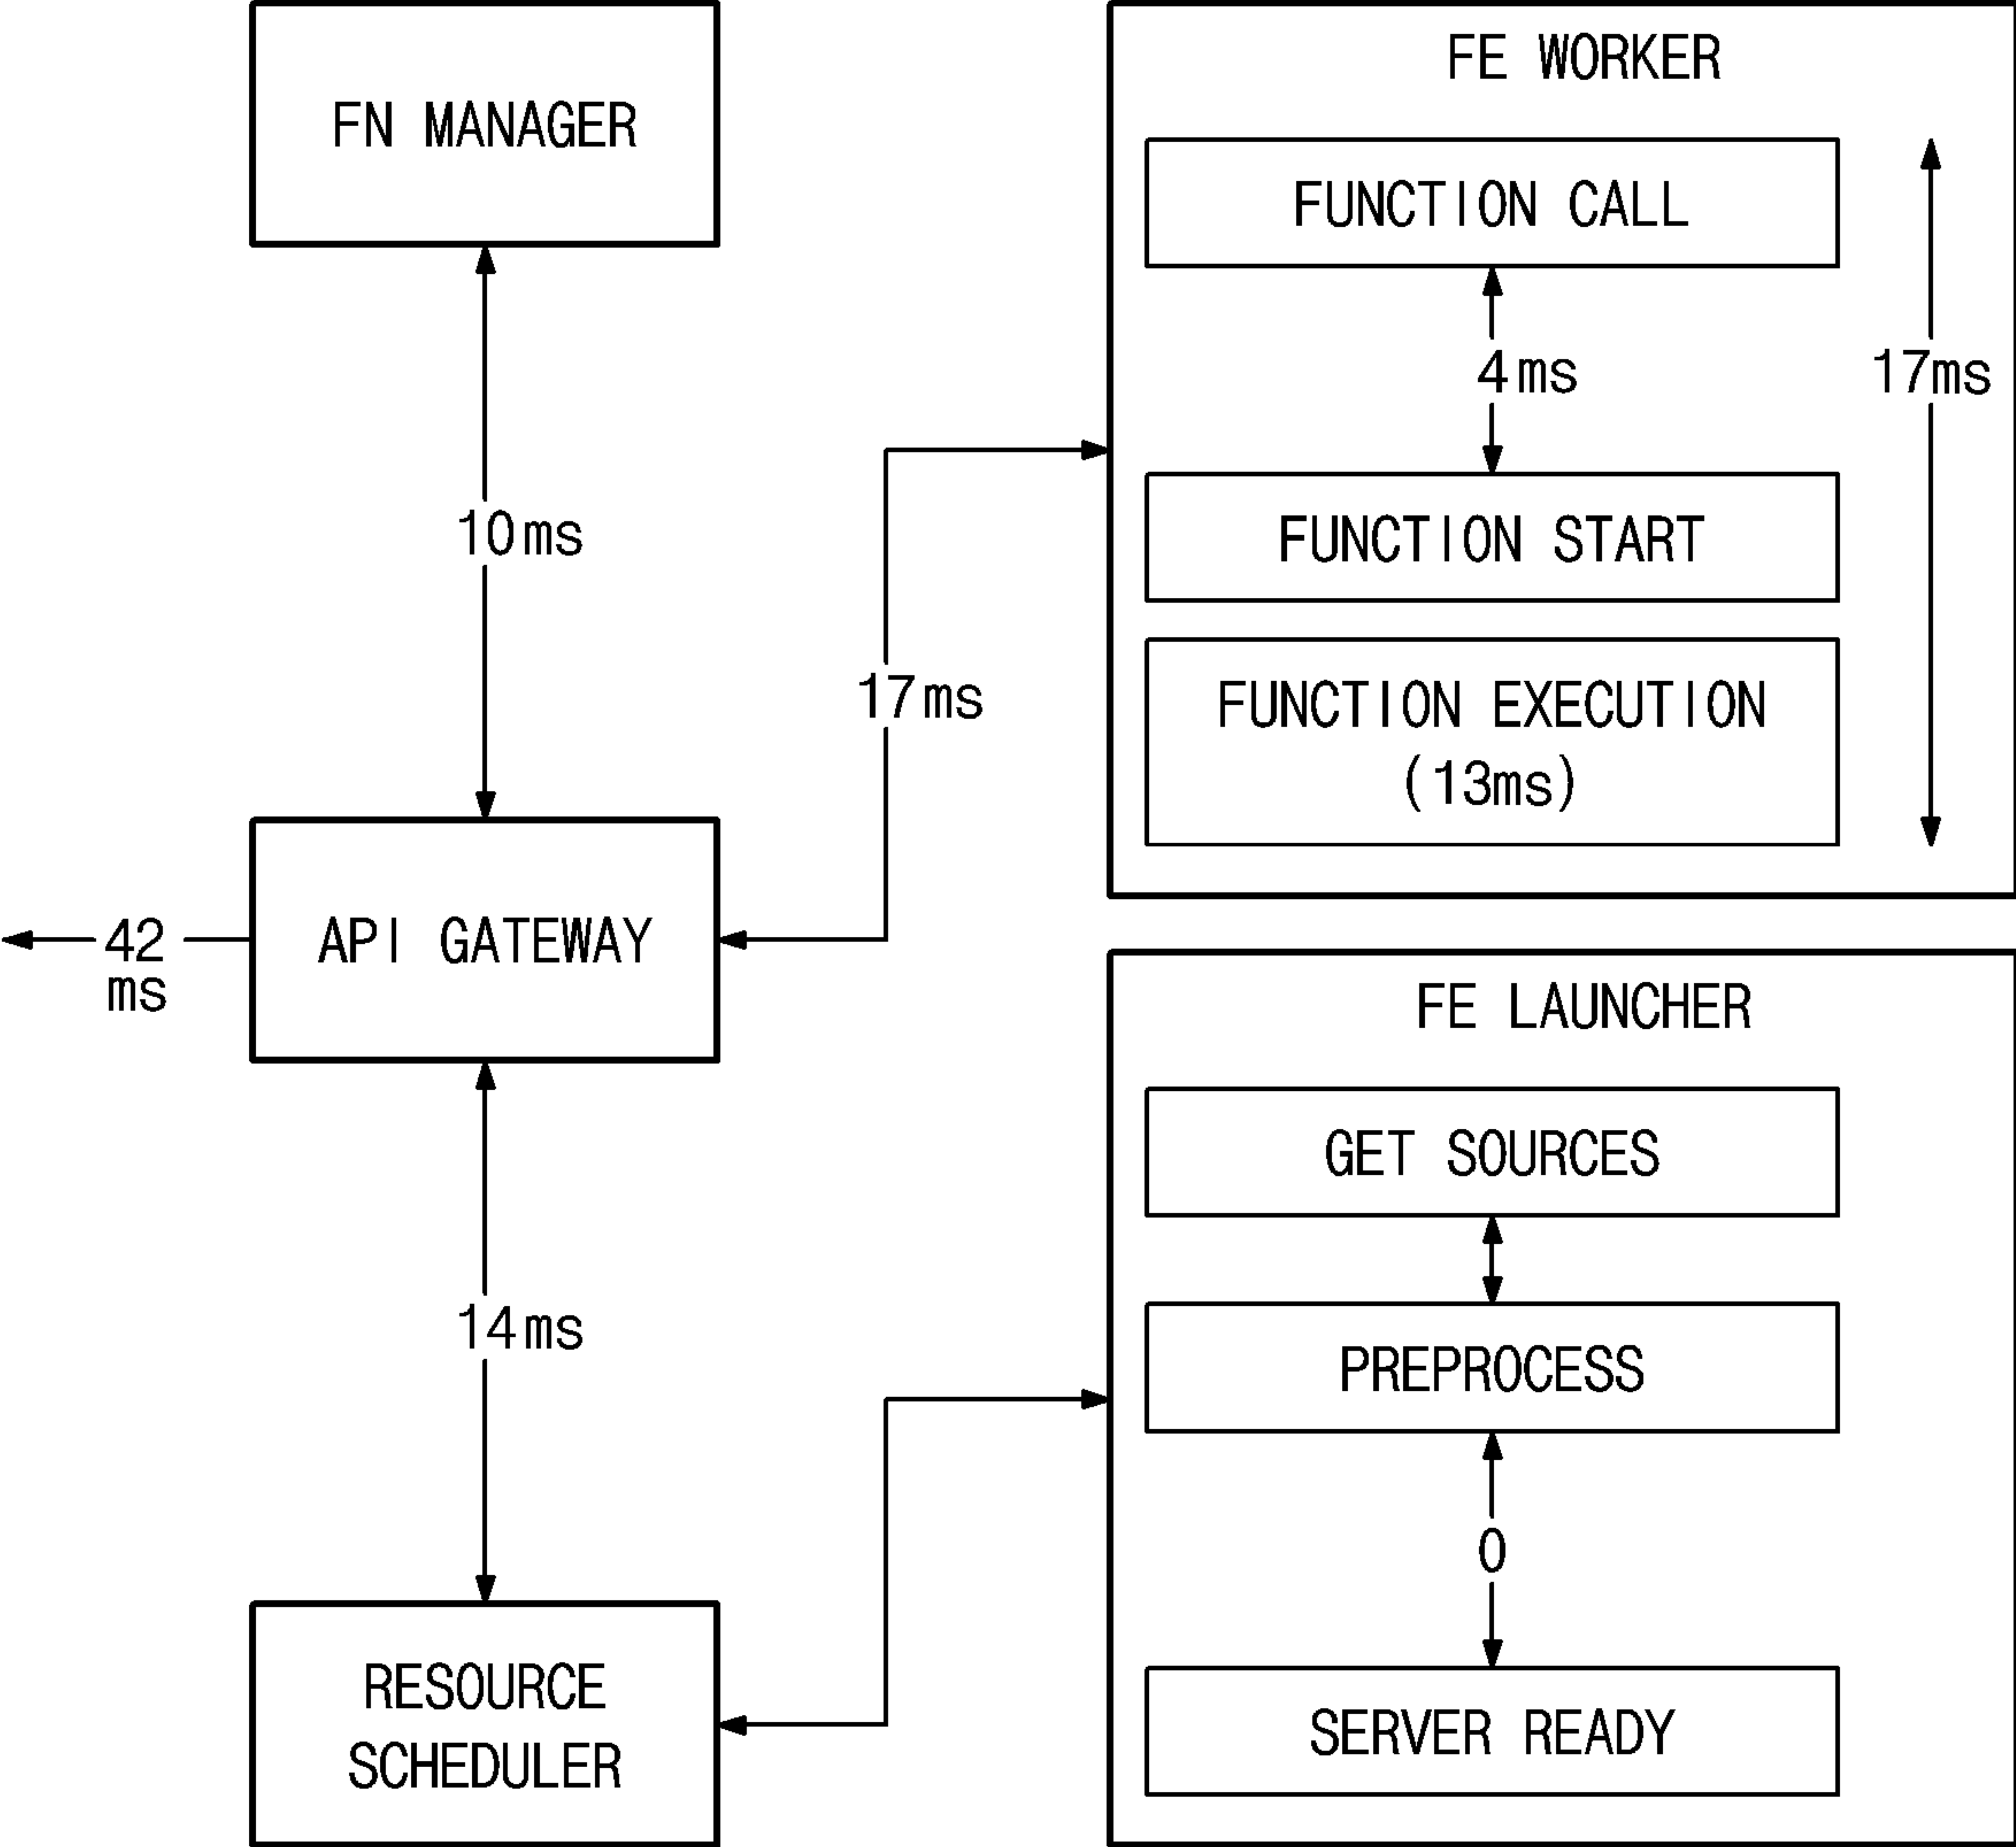 FN MANAGER
10ms
API GATEWAY
42
ms
14ms
RESOURCE
SCHEDULER
17ms
FE WORKER
FUNCTION CALL
4ms
17ms
FUNCTION START
FUNCTION EXECUTION
(13ms)
FE LAUNCHER
GET SOURCES
PREPROCESS
0
SERVER READY